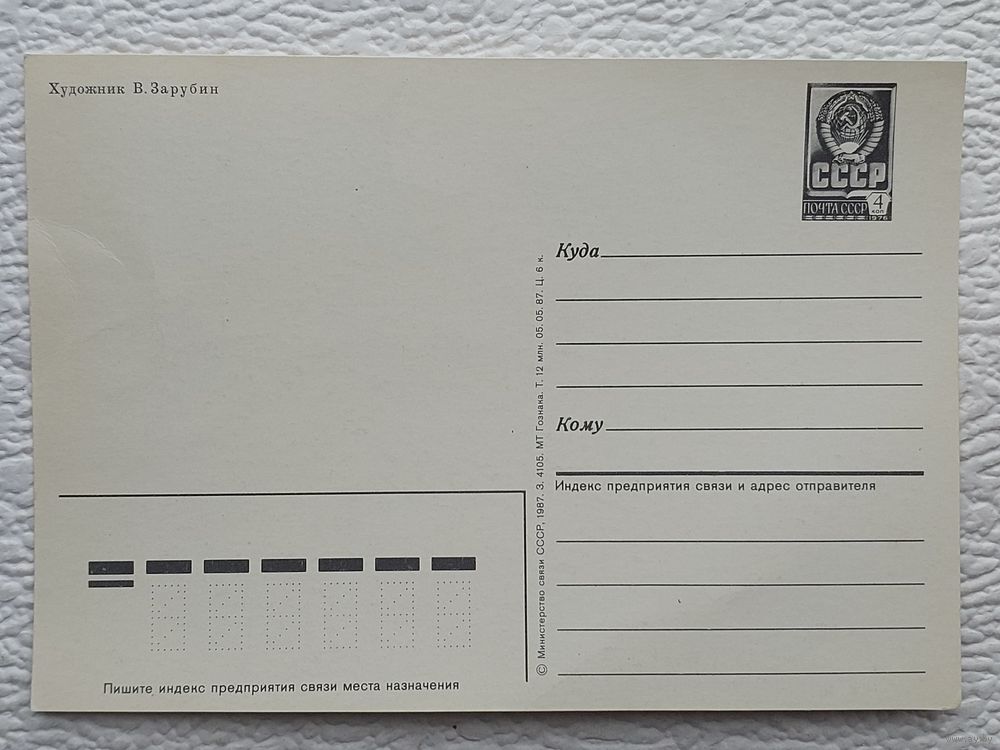 Художник В. Зарубин
СССР
ПОЧТА СССР
4
коп
1976
Куда
Кому
Индекс предприятия связи и адрес отправителя
© Министерство связи СССР, 1987. З. 4105. МТ Гознака. Т. 12 млн. 05.05.87. Ц. 6 к.
Пишите индекс предприятия связи места назначения